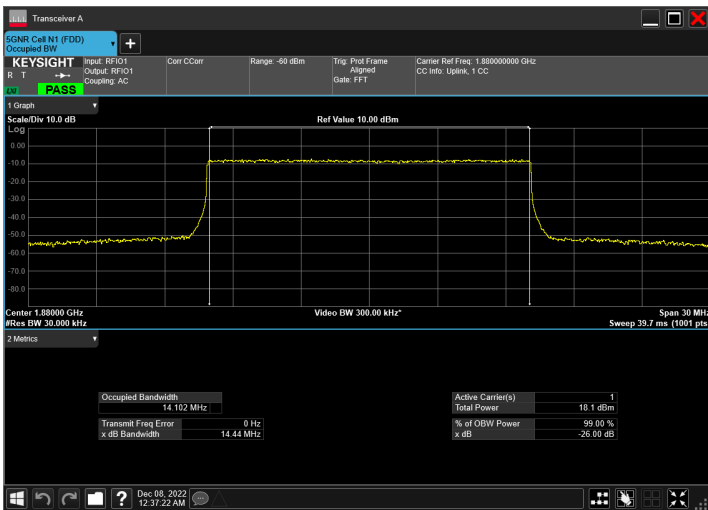 Transceiver A
5GNR Cell N1 (FDD)
Occupied BW
KEYSIGHT
R T
PASS
Input: RFIO1
Output: RFIO1
Coupling: AC
Corr CCorr
Range: -60 dBm
Trig: Prot Frame
Aligned
Gate: FFT
Carrier Ref Freq: 1.880000000 GHz
CC Info: Uplink, 1 CC
1 Graph
Scale/Div 10.0 dB
Ref Value 10.00 dBm
Log
0.00
-10.0
-20.0
-30.0
-40.0
-50.0
-60.0
-70.0
-80.0
Center 1.88000 GHz
Video BW 300.00 kHz*
Span 30 MHz
#Res BW 30.000 kHz
Sweep 39.7 ms (1001 pts
2 Metrics
Occupied Bandwidth
14.102 MHz
Transmit Freq Error 0 Hz
x dB Bandwidth 14.44 MHz
Active Carrier(s) 1
Total Power 18.1 dBm
% of OBW Power 99.00 %
x dB -26.00 dB
?
Dec 08, 2022
12:37:22 AM